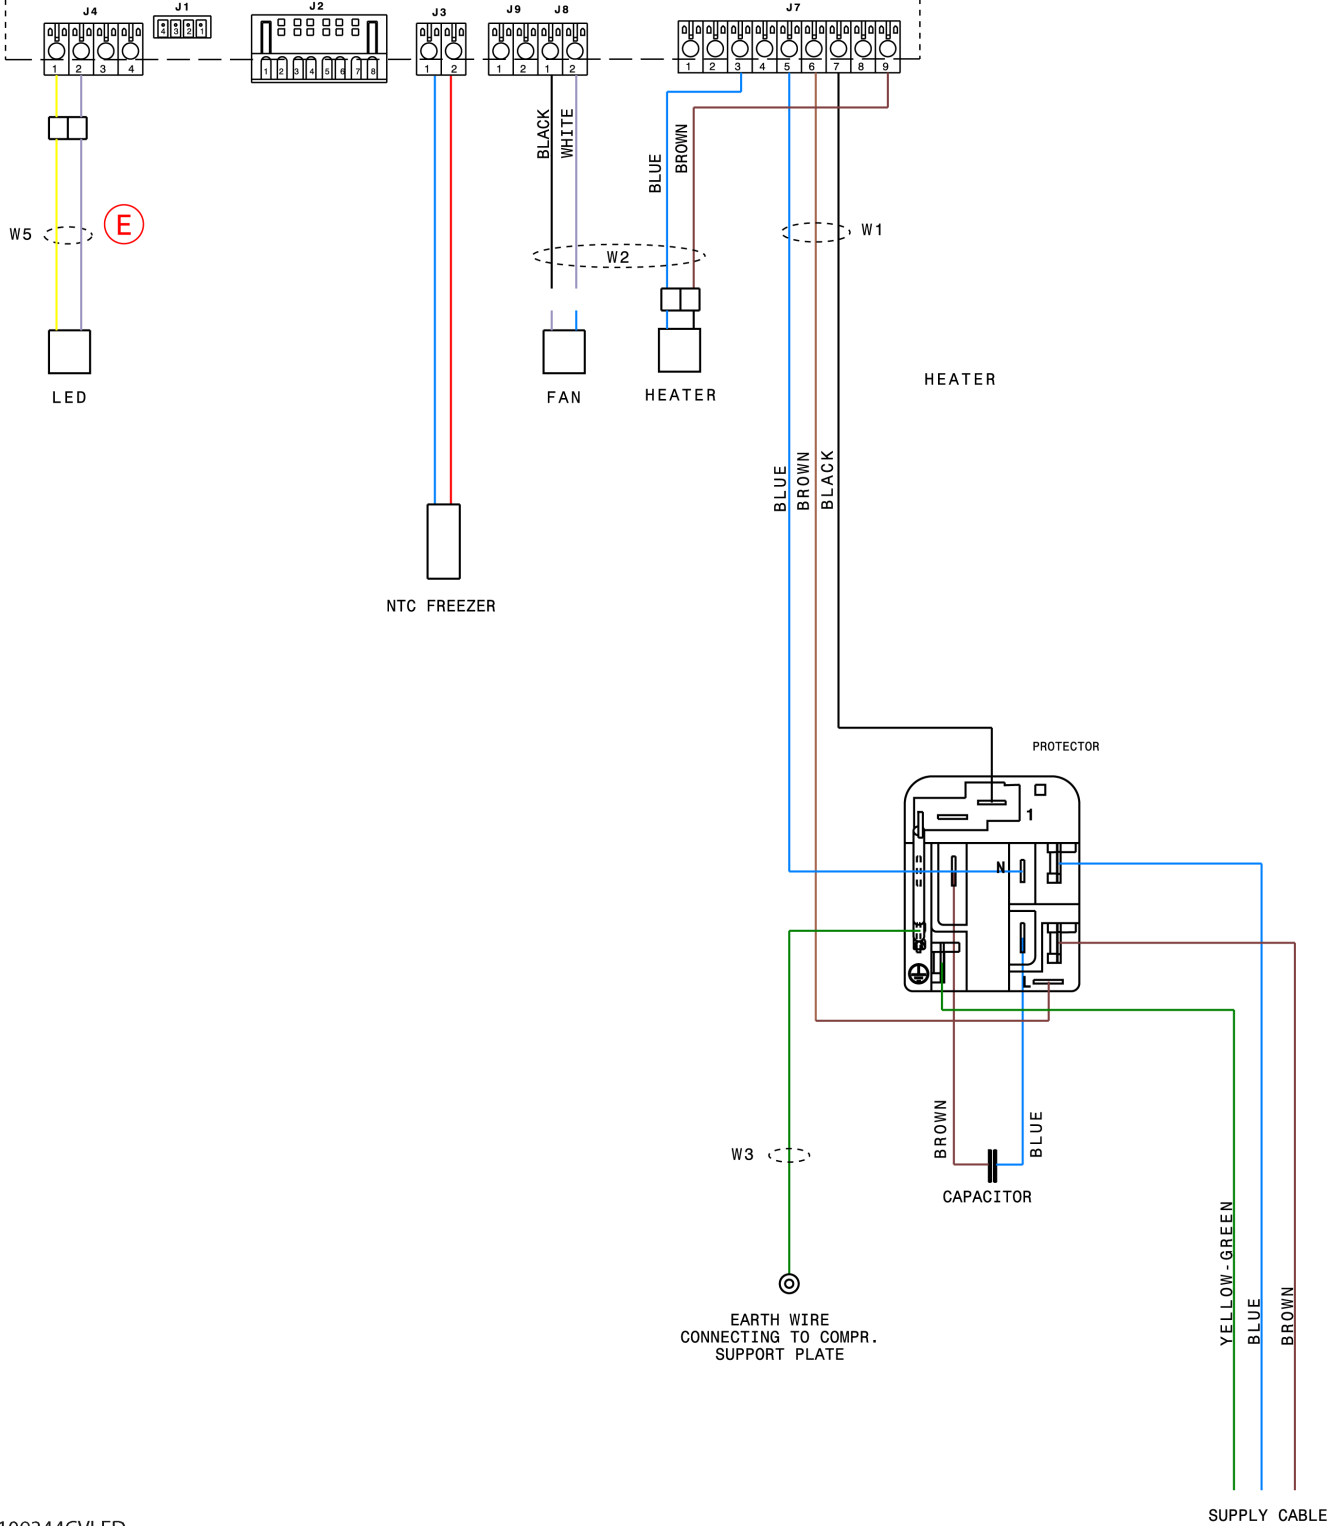 J4 J1 J2 J3 J9 J8 J7
4 3 2 1
1 2 3 4
1 2 3 4 5 6 7 8
1 2
1 2 1 2
1 2 3 4 5 6 7 8 9
BLACK
WHITE
BLUE
BROWN
E
W5
W2
W1
LED
FAN
HEATER
HEATER
BLUE
BROWN
BLACK
NTC FREEZER
PROTECTOR
1
N
L
BROWN
BLUE
W3
CAPACITOR
EARTH WIRE
CONNECTING TO COMPR.
SUPPORT PLATE
YELLOW-GREEN
BLUE
BROWN
SUPPLY CABLE